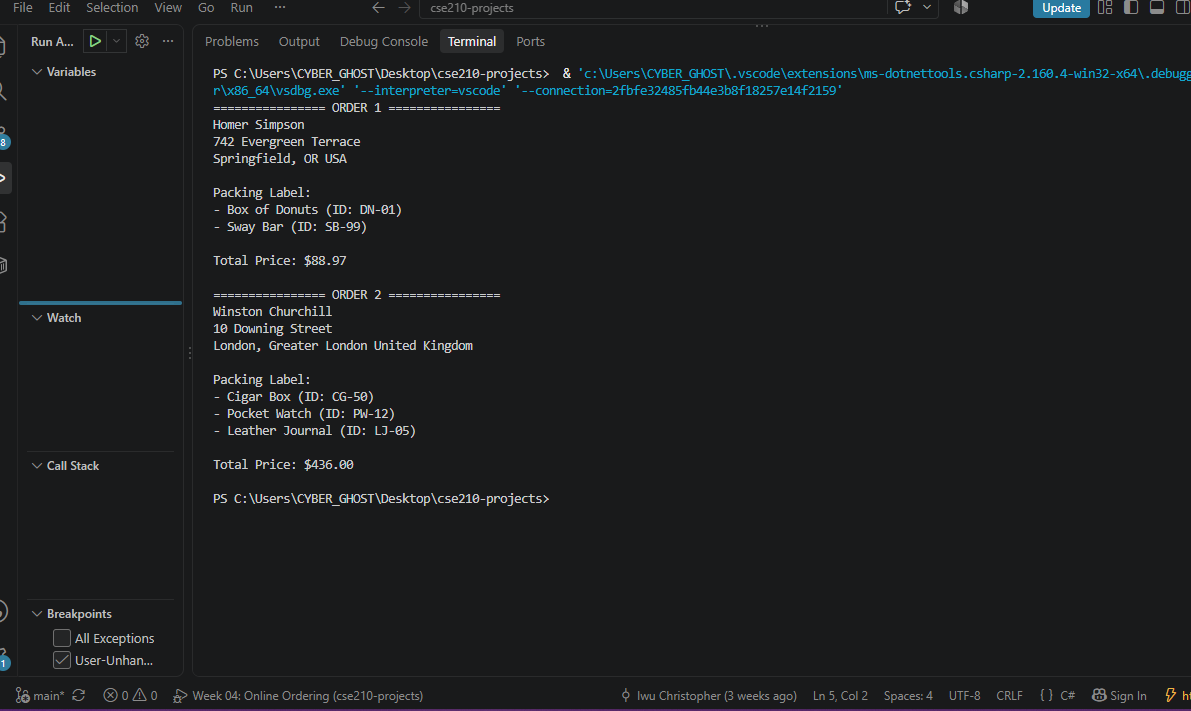 File Edit Selection View Go Run ··· cse210-projects Update
Run A... ···
Problems Output Debug Console Terminal Ports
Variables
PS C:\Users\CYBER_GHOST\Desktop\cse210-projects>  & 'c:\Users\CYBER_GHOST\.vscode\extensions\ms-dotnettools.csharp-2.160.4-win32-x64\.debugg
r\x86_64\vsdbg.exe' '--interpreter=vscode' '--connection=2fbfe32485fb44e3b8f18257e14f2159'
================ ORDER 1 ================
Homer Simpson
742 Evergreen Terrace
Springfield, OR USA
Packing Label:
- Box of Donuts (ID: DN-01)
- Sway Bar (ID: SB-99)
Total Price: $88.97
================ ORDER 2 ================
Winston Churchill
10 Downing Street
London, Greater London United Kingdom
Packing Label:
- Cigar Box (ID: CG-50)
- Pocket Watch (ID: PW-12)
- Leather Journal (ID: LJ-05)
Total Price: $436.00
PS C:\Users\CYBER_GHOST\Desktop\cse210-projects>
Watch
Call Stack
Breakpoints
All Exceptions
User-Unhan...
8
1
main* 0 0 Week 04: Online Ordering (cse210-projects) Iwu Christopher (3 weeks ago) Ln 5, Col 2 Spaces: 4 UTF-8 CRLF { } C# Sign In